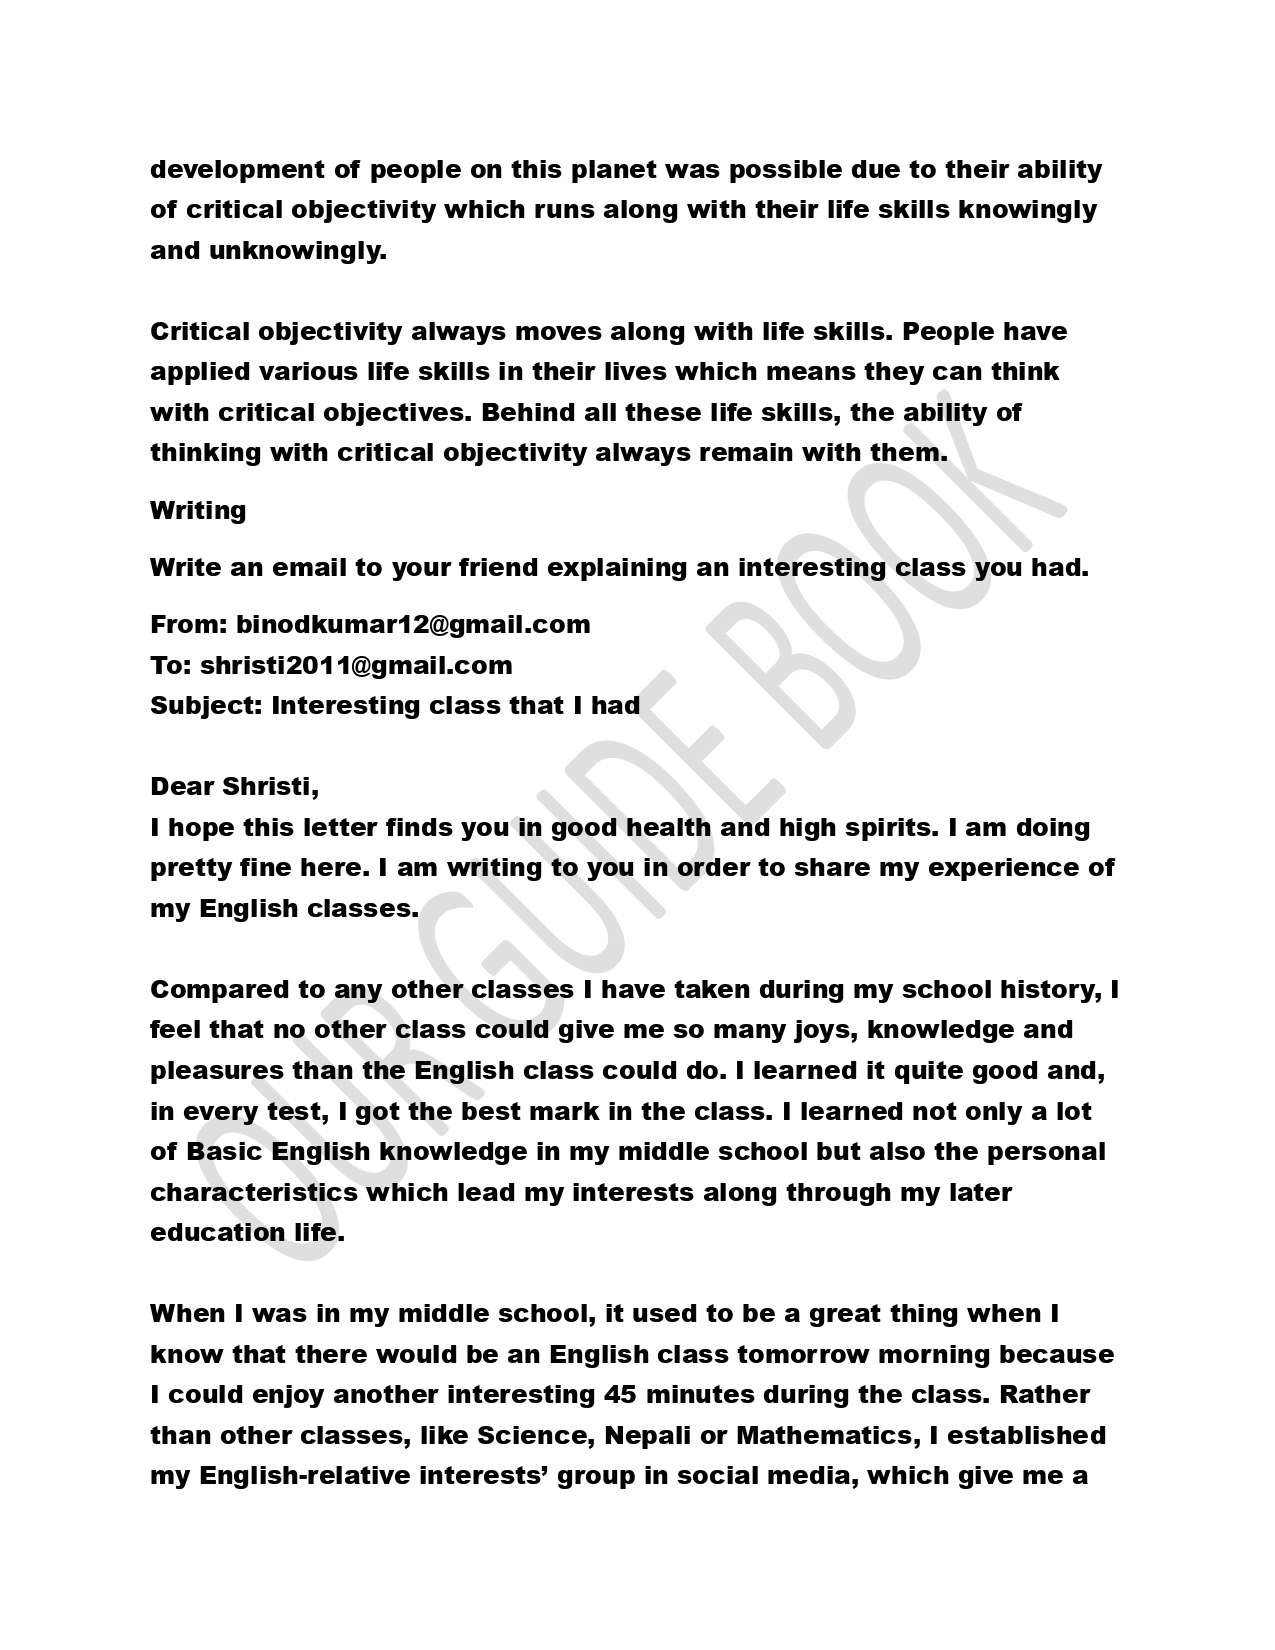 development of people on this planet was possible due to their ability
of critical objectivity which runs along with their life skills knowingly
and unknowingly.
Critical objectivity always moves along with life skills. People have
applied various life skills in their lives which means they can think
with critical objectives. Behind all these life skills, the ability of
thinking with critical objectivity always remain with them.
Writing
Write an email to your friend explaining an interesting class you had.
From: binodkumar12@gmail.com
To: shristi2011@gmail.com
Subject: Interesting class that I had
Dear Shristi,
I hope this letter finds you in good health and high spirits. I am doing
pretty fine here. I am writing to you in order to share my experience of
my English classes.
Compared to any other classes I have taken during my school history, I
feel that no other class could give me so many joys, knowledge and
pleasures than the English class could do. I learned it quite good and,
in every test, I got the best mark in the class. I learned not only a lot
of Basic English knowledge in my middle school but also the personal
characteristics which lead my interests along through my later
education life.
When I was in my middle school, it used to be a great thing when I
know that there would be an English class tomorrow morning because
I could enjoy another interesting 45 minutes during the class. Rather
than other classes, like Science, Nepali or Mathematics, I established
my English-relative interests’ group in social media, which give me a
OUR GUIDE BOOK